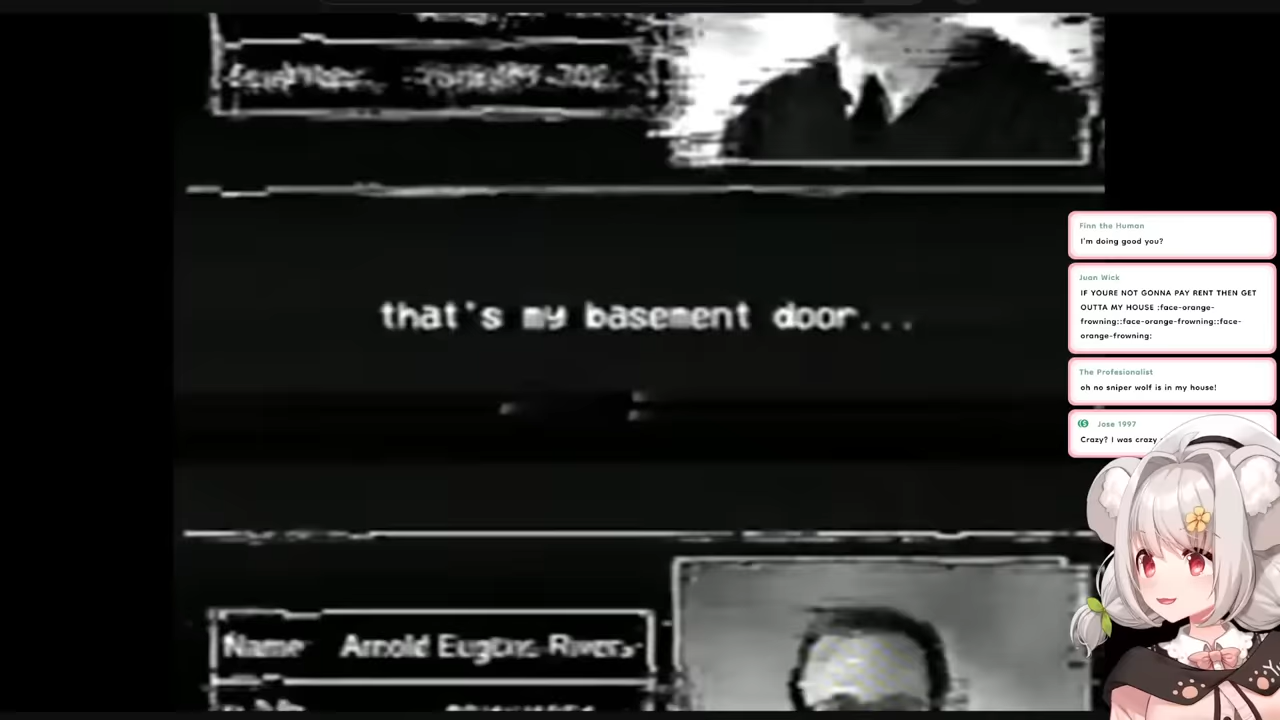 that's my basement door...
Name Arnold Eugene Rivers
Finn the Human
I'm doing good you?
Juan Wick
IF YOURE NOT GONNA PAY RENT THEN GET
OUTTA MY HOUSE :face-orange-
frowning::face-orange-frowning::face-
orange-frowning:
The Profesionalist
oh no sniper wolf is in my house!
Jose 1997
Crazy? I was crazy